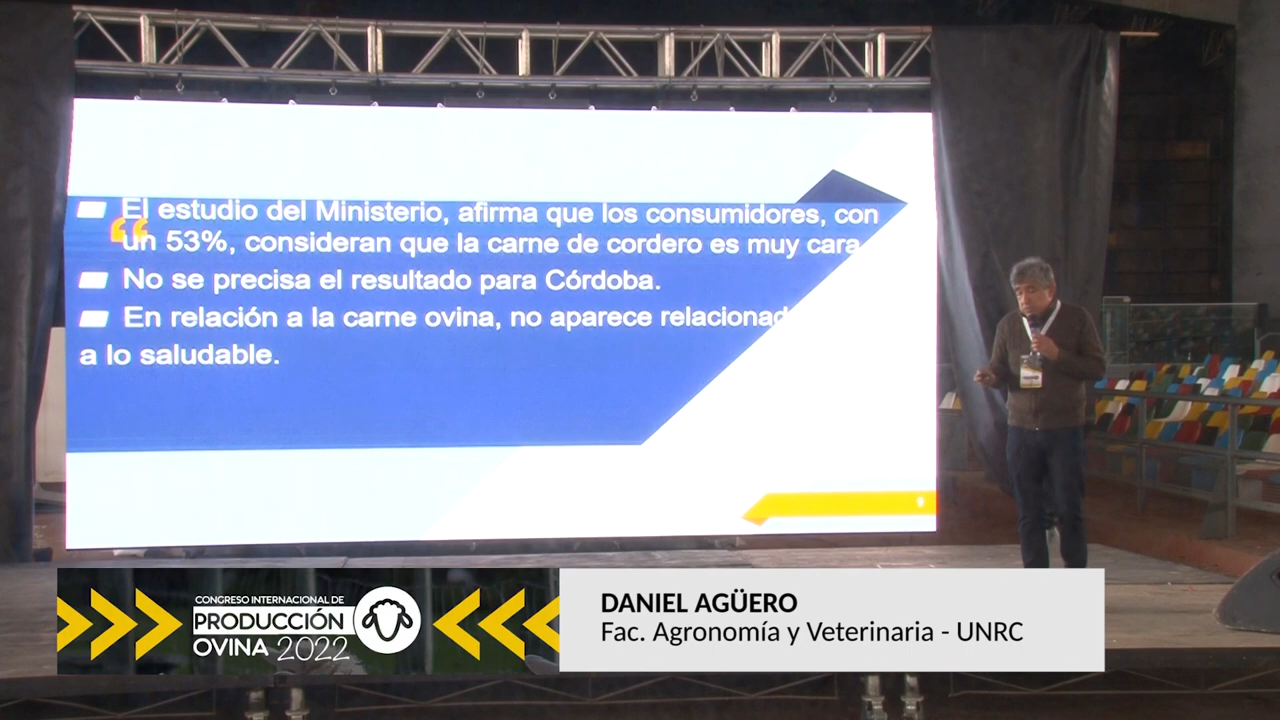 El estudio del Ministerio, afirma que los consumidores, con
un 53%, consideran que la carne de cordero es muy cara
No se precisa el resultado para Córdoba.
En relación a la carne ovina, no aparece relacionad
a lo saludable.
9
CONGRESO INTERNACIONAL DE
PRODUCCIÓN
OVINA 2022
DANIEL AGÜERO
Fac. Agronomía y Veterinaria - UNRC